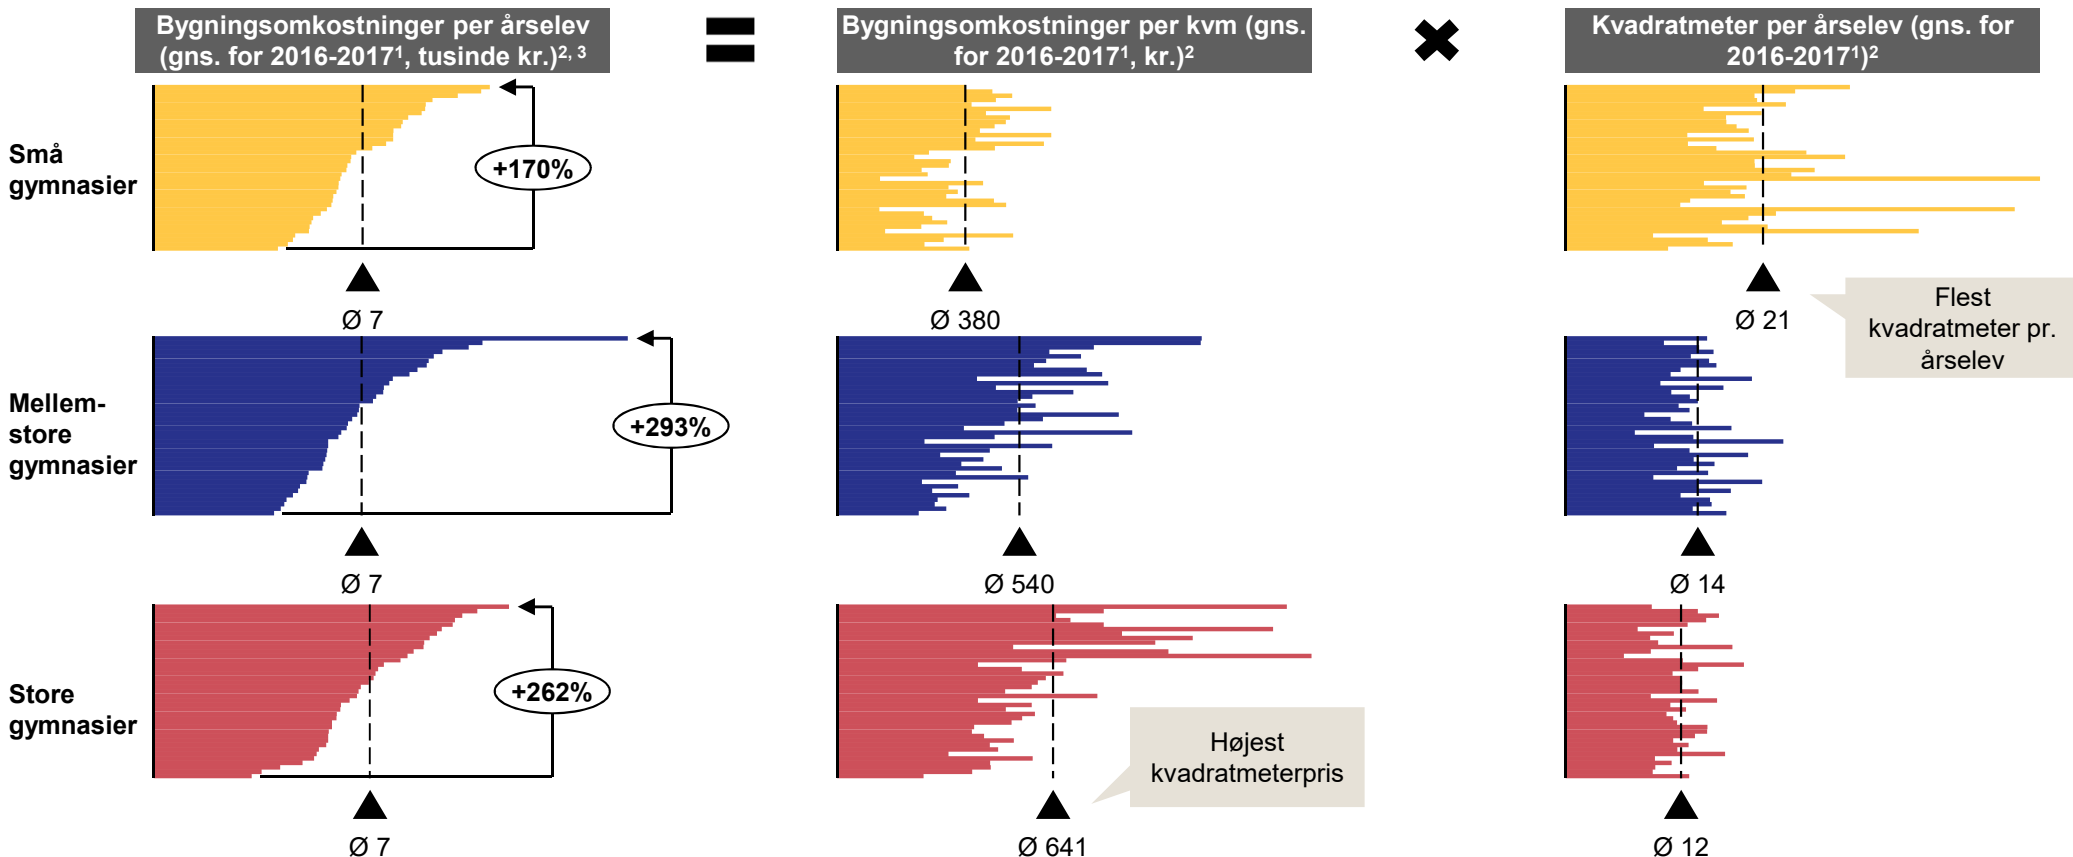 Bygningsomkostninger per årselev
(gns. for 2016-2017¹, tusinde kr.)²,³
Bygningsomkostninger per kvm (gns.
for 2016-2017¹, kr.)²
Kvadratmeter per årselev (gns. for
2016-2017¹)²
Små
gymnasier
+170%
Ø 7
Ø 380
Ø 21
Flest
kvadratmeter pr.
årselev
Mellem-
store
gymnasier
+293%
Ø 7
Ø 540
Ø 14
Store
gymnasier
+262%
Højest
kvadratmeterpris
Ø 7
Ø 641
Ø 12